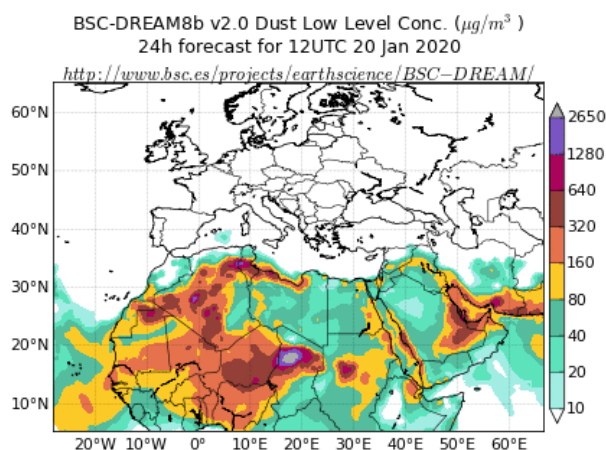 BSC-DREAM8b v2.0 Dust Low Level Conc. (μg/m³ )
24h forecast for 12UTC 20 Jan 2020
http://www.bsc.es/projects/earthscience/BSC−DREAM/
60°N
50°N
40°N
30°N
20°N
10°N
20°W 10°W 0° 10°E 20°E 30°E 40°E 50°E 60°E
2650
1280
640
320
160
80
40
20
10